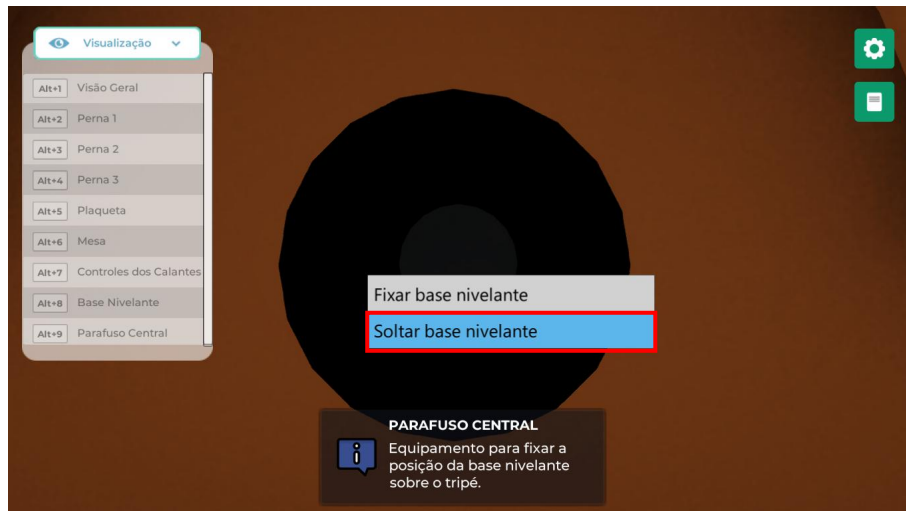 Visualização
Alt+1 Visão Geral
Alt+2 Perna 1
Alt+3 Perna 2
Alt+4 Perna 3
Alt+5 Plaqueta
Alt+6 Mesa
Alt+7 Controles dos Calantes
Alt+8 Base Nivelante
Alt+9 Parafuso Central
Fixar base nivelante
Soltar base nivelante
PARAFUSO CENTRAL
Equipamento para fixar a
posição da base nivelante
sobre o tripé.